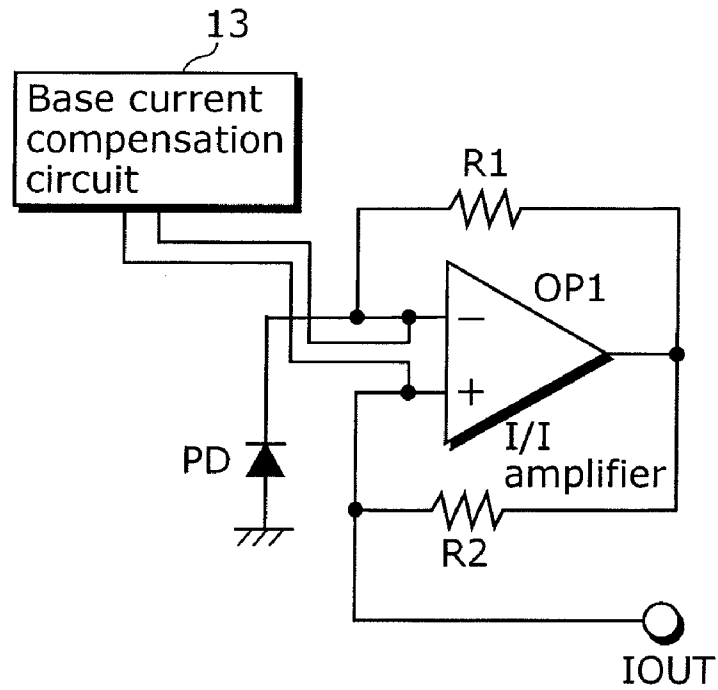 13
Base current
compensation
circuit
R1
OP1
−
+
I/I
amplifier
PD
R2
IOUT